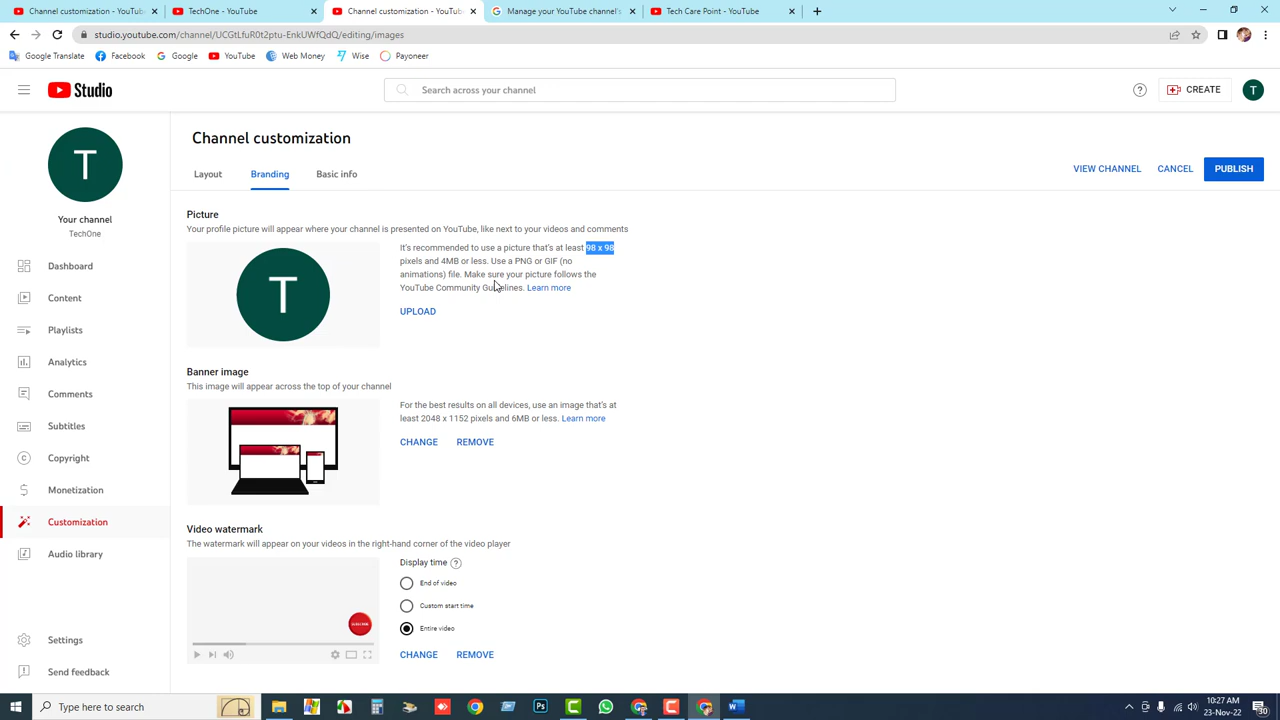 Channel customization - YouTube
TechOne - YouTube
Channel customization - YouTube
Manage your YouTube channel's
Tech Care Point - YouTube
studio.youtube.com/channel/UCGtLfuR0t2ptu-EnkUWfQdQ/editing/images
Google Translate
Facebook
Google
YouTube
Web Money
Wise
Payoneer
Studio
Search across your channel
CREATE
T
T
Your channel
TechOne
Dashboard
Content
Playlists
Analytics
Comments
Subtitles
Copyright
Monetization
Customization
Audio library
Settings
Send feedback
Channel customization
Layout
Branding
Basic info
VIEW CHANNEL
CANCEL
PUBLISH
Picture
Your profile picture will appear where your channel is presented on YouTube, like next to your videos and comments
T
It's recommended to use a picture that's at least 98 x 98
pixels and 4MB or less. Use a PNG or GIF (no
animations) file. Make sure your picture follows the
YouTube Community Guidelines. Learn more
UPLOAD
Banner image
This image will appear across the top of your channel
For the best results on all devices, use an image that's at
least 2048 x 1152 pixels and 6MB or less. Learn more
CHANGE
REMOVE
Video watermark
The watermark will appear on your videos in the right-hand corner of the video player
SUBSCRIBE
Display time
End of video
Custom start time
Entire video
CHANGE
REMOVE
Type here to search
10:27 AM
23-Nov-22